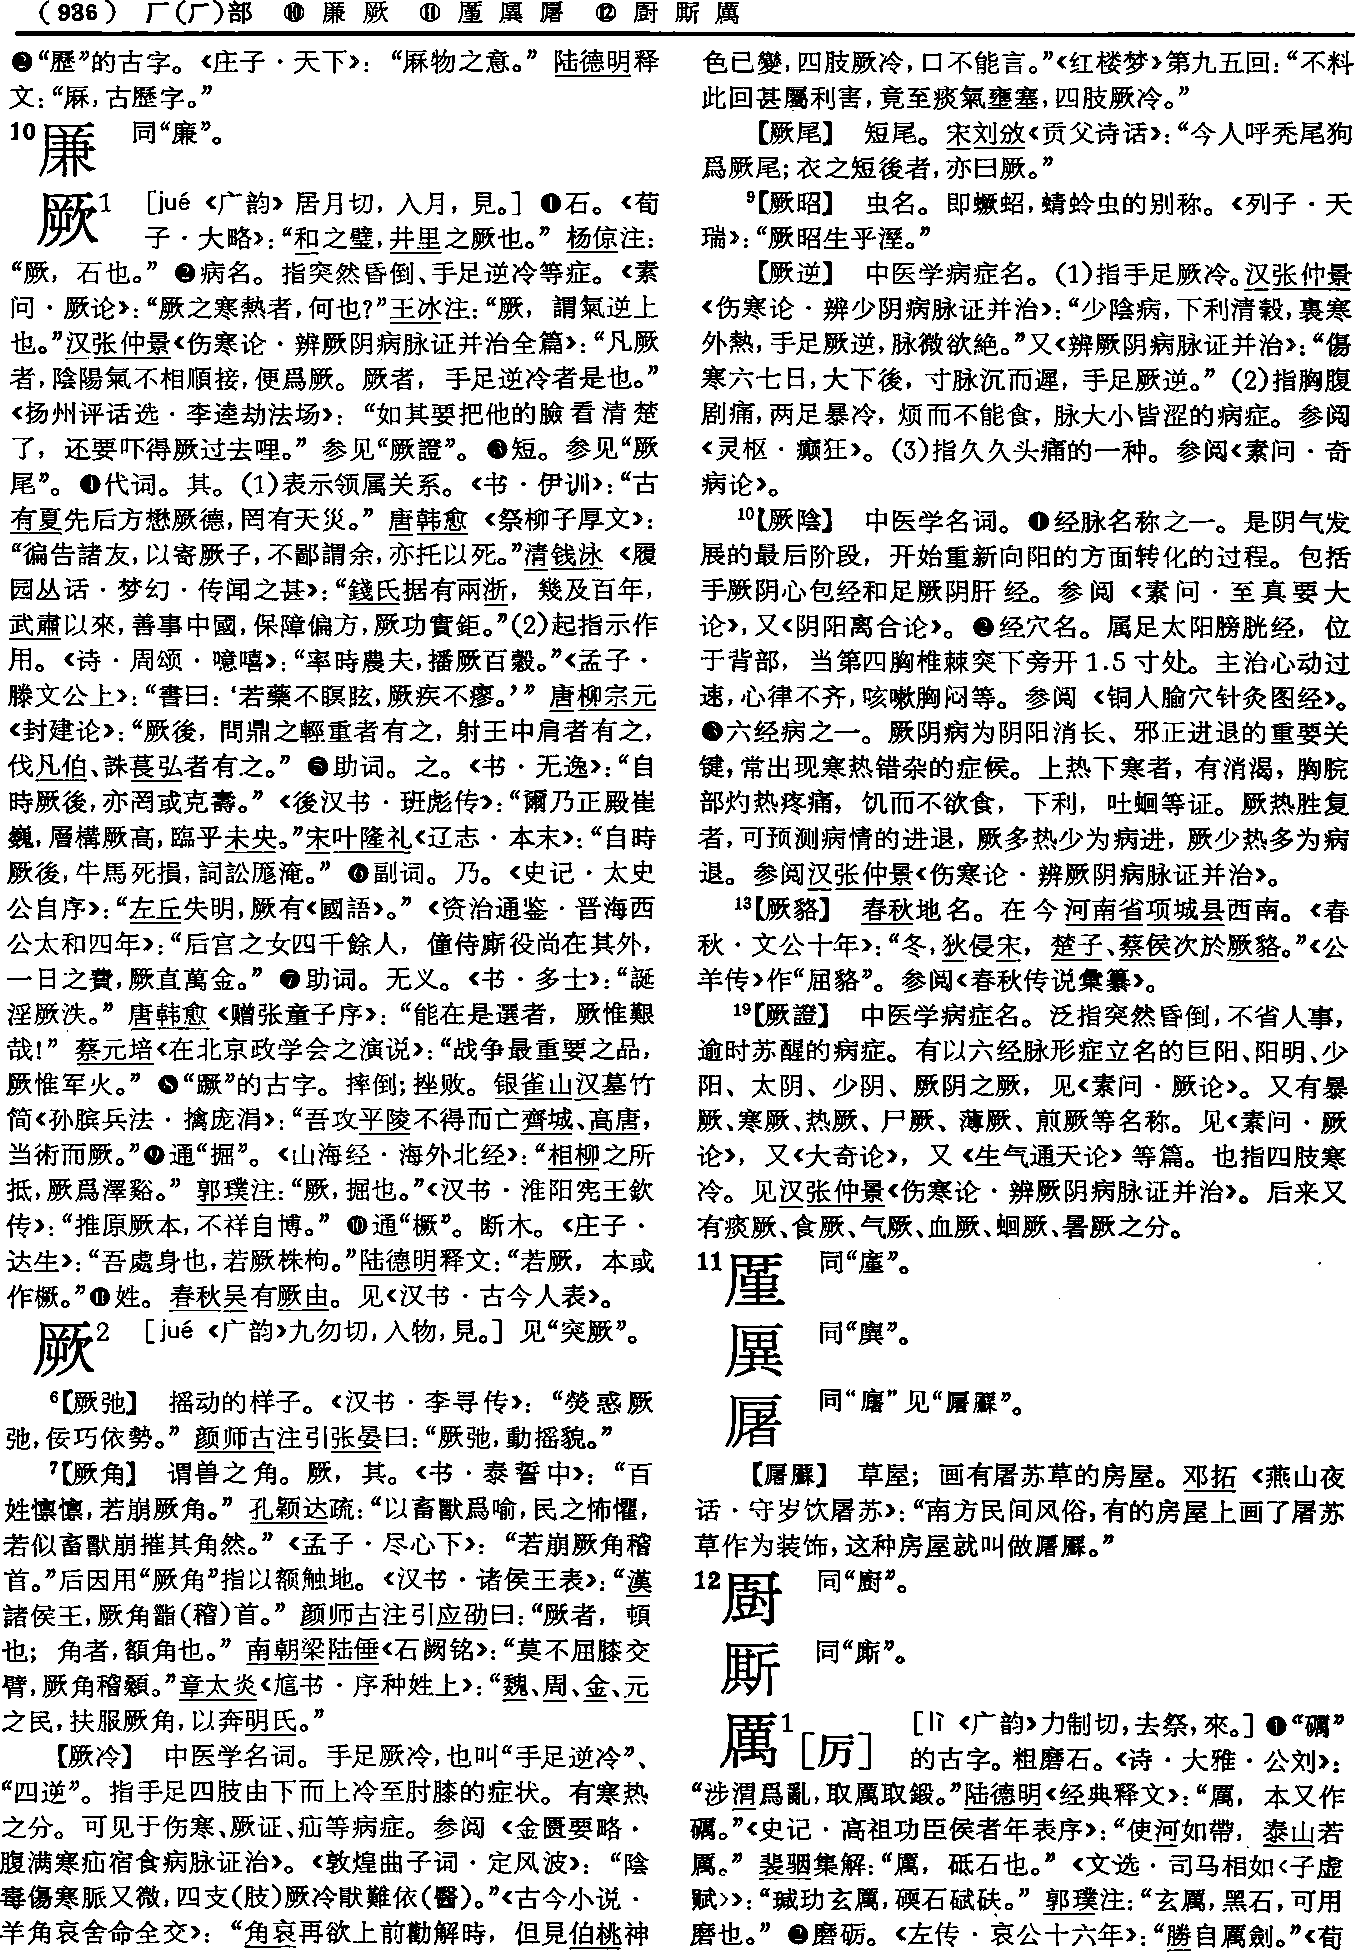 (936) 厂(⺁)部 ❿ 廉 厥 ⓫ 厪 厧 屠 ⓬ 厨 厮 厲
❷“歷”的古字。《庄子·天下》：“厤物之意。”陆德明释
文：“厤，古歷字。”
10 㡘 同“廉”。
厥1 [jué《广韵》居月切，入月，見。]❶石。《荀
子·大略》：“和之璧，井里之厥也。”杨倞注：
“厥，石也。”❷病名。指突然昏倒、手足逆冷等症。《素
问·厥论》：“厥之寒熱者，何也？”王冰注：“厥，謂氣逆上
也。”汉张仲景《伤寒论·辨厥阴病脉证并治全篇》：“凡厥
者，陰陽氣不相順接，便爲厥。厥者，手足逆冷者是也。”
《扬州评话选·李逵劫法场》：“如其要把他的臉看清楚
了，还要吓得厥过去哩。”参见“厥證”。❸短。参见“厥
尾”。❹代词。其。(1)表示领属关系。《书·伊训》：“古
有夏先后方懋厥德，罔有天災。”唐韩愈《祭柳子厚文》：
“徧告諸友，以寄厥子，不鄙謂余，亦托以死。”清钱泳《履
园丛话·梦幻·传闻之甚》：“錢氏据有兩浙，幾及百年，
武肅以來，善事中國，保障偏方，厥功實鉅。”(2)起指示作
用。《诗·周颂·噫嘻》：“率時農夫，播厥百穀。”《孟子·
滕文公上》：“書曰：‘若藥不瞑眩，厥疾不瘳。’”唐柳宗元
《封建论》：“厥後，問鼎之輕重者有之，射王中肩者有之，
伐凡伯、誅萇弘者有之。”❺助词。之。《书·无逸》：“自
時厥後，亦罔或克壽。”《後汉书·班彪传》：“爾乃正殿崔
巍，層構厥高，臨乎未央。”宋叶隆礼《辽志·本末》：“自時
厥後，牛馬死損，詞訟厖淹。”❻副词。乃。《史记·太史
公自序》：“左丘失明，厥有《國語》。”《资治通鉴·晋海西
公太和四年》：“后宫之女四千餘人，僮侍廝役尚在其外，
一日之費，厥直萬金。”❼助词。无义。《书·多士》：“誕
淫厥泆。”唐韩愈《赠张童子序》：“能在是選者，厥惟艱
哉！”蔡元培《在北京政学会之演说》：“战争最重要之品，
厥惟军火。”❽“蹶”的古字。摔倒；挫败。银雀山汉墓竹
简《孙膑兵法·擒庞涓》：“吾攻平陵不得而亡齊城、高唐，
当術而厥。”❾通“掘”。《山海经·海外北经》：“相柳之所
抵，厥爲澤谿。”郭璞注：“厥，掘也。”《汉书·淮阳宪王欽
传》：“推原厥本，不祥自博。”❿通“橛”。断木。《庄子·
达生》：“吾處身也，若厥株枸。”陆德明释文：“若厥，本或
作橛。”⓫姓。春秋吴有厥由。见《汉书·古今人表》。
厥2 [jué《广韵》九勿切，入物，見。]见“突厥”。
6【厥弛】 摇动的样子。《汉书·李寻传》：“熒惑厥
弛，佞巧依勢。”颜师古注引张晏曰：“厥弛，動摇貌。”
7【厥角】 谓兽之角。厥，其。《书·泰誓中》：“百
姓懔懔，若崩厥角。”孔颖达疏：“以畜獸爲喻，民之怖懼，
若似畜獸崩摧其角然。”《孟子·尽心下》：“若崩厥角稽
首。”后因用“厥角”指以额触地。《汉书·诸侯王表》：“漢
諸侯王，厥角䭫(稽)首。”颜师古注引应劭曰：“厥者，頓
也；角者，額角也。”南朝梁陆倕《石阙铭》：“莫不屈膝交
臂，厥角稽顙。”章太炎《訄书·序种姓上》：“魏、周、金、元
之民，扶服厥角，以奔明氏。”
【厥冷】 中医学名词。手足厥冷，也叫“手足逆冷”、
“四逆”。指手足四肢由下而上冷至肘膝的症状。有寒热
之分。可见于伤寒、厥证、疝等病症。参阅《金匮要略·
腹满寒疝宿食病脉证治》。《敦煌曲子词·定风波》：“陰
毒傷寒脈又微，四支(肢)厥冷猒難依(醫)。”《古今小说·
羊角哀舍命全交》：“角哀再欲上前勸解時，但見伯桃神
色已變，四肢厥冷，口不能言。”《红楼梦》第九五回：“不料
此回甚屬利害，竟至痰氣壅塞，四肢厥冷。”
【厥尾】 短尾。宋刘攽《贡父诗话》：“今人呼秃尾狗
爲厥尾；衣之短後者，亦曰厥。”
9【厥昭】 虫名。即蟩蛁，蜻蛉虫的别称。《列子·天
瑞》：“厥昭生乎溼。”
【厥逆】 中医学病症名。(1)指手足厥冷。汉张仲景
《伤寒论·辨少阴病脉证并治》：“少陰病，下利清穀，裏寒
外熱，手足厥逆，脉微欲絶。”又《辨厥阴病脉证并治》：“傷
寒六七日，大下後，寸脉沉而遲，手足厥逆。”(2)指胸腹
剧痛，两足暴冷，烦而不能食，脉大小皆涩的病症。参阅
《灵枢·癫狂》。(3)指久久头痛的一种。参阅《素问·奇
病论》。
10【厥陰】 中医学名词。❶经脉名称之一。是阴气发
展的最后阶段，开始重新向阳的方面转化的过程。包括
手厥阴心包经和足厥阴肝经。参阅《素问·至真要大
论》，又《阴阳离合论》。❷经穴名。属足太阳膀胱经，位
于背部，当第四胸椎棘突下旁开1.5寸处。主治心动过
速，心律不齐，咳嗽胸闷等。参阅《铜人腧穴针灸图经》。
❸六经病之一。厥阴病为阴阳消长、邪正进退的重要关
键，常出现寒热错杂的症候。上热下寒者，有消渴，胸脘
部灼热疼痛，饥而不欲食，下利，吐蛔等证。厥热胜复
者，可预测病情的进退，厥多热少为病进，厥少热多为病
退。参阅汉张仲景《伤寒论·辨厥阴病脉证并治》。
13【厥貉】 春秋地名。在今河南省项城县西南。《春
秋·文公十年》：“冬，狄侵宋，楚子、蔡侯次於厥貉。”《公
羊传》作“屈貉”。参阅《春秋传说彙纂》。
19【厥證】 中医学病症名。泛指突然昏倒，不省人事，
逾时苏醒的病症。有以六经脉形症立名的巨阳、阳明、少
阳、太阴、少阴、厥阴之厥，见《素问·厥论》。又有暴
厥、寒厥、热厥、尸厥、薄厥、煎厥等名称。见《素问·厥
论》，又《大奇论》，又《生气通天论》等篇。也指四肢寒
冷。见汉张仲景《伤寒论·辨厥阴病脉证并治》。后来又
有痰厥、食厥、气厥、血厥、蛔厥、暑厥之分。
11 厪 同“廑”。
同“廙”。
同“廜”见“廜㢝”。
草屋；画有屠苏草的房屋。邓拓《燕山夜
话·守岁饮屠苏》：“南方民间风俗，有的房屋上画了屠苏
草作为装饰，这种房屋就叫做廜㢝。”
12 厨 同“廚”。
厮 同“廝”。
厲1[厉] [lì《广韵》力制切，去祭，來。]❶“礪”
的古字。粗磨石。《诗·大雅·公刘》：
“涉渭爲亂，取厲取鍛。”陆德明《经典释文》：“厲，本又作
礪。”《史记·高祖功臣侯者年表序》：“使河如帶，泰山若
厲。”裴骃集解：“厲，砥石也。”《文选·司马相如〈子虚
赋〉》：“瑊玏玄厲，碝石碔砆。”郭璞注：“玄厲，黑石，可用
磨也。”❷磨砺。《左传·哀公十六年》：“勝自厲劍。”《荀